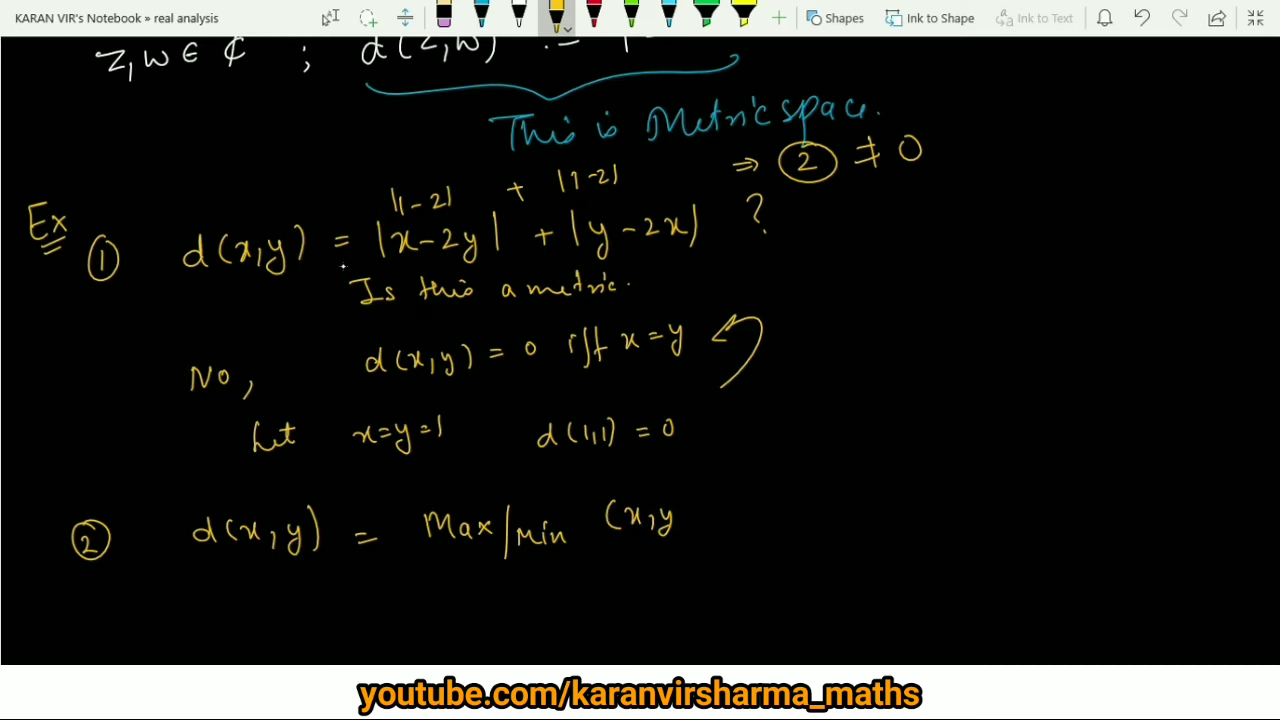 KARAN VIR's Notebook » real analysis
Shapes
Ink to Shape
Ink to Text
z,w ∈ ₵ ; d(z,w) :=
This is Metric space.
|1-2| + |1-2| ⇒ 2 ≠ 0
Ex
① d(x,y) = |x-2y| + |y-2x| ?
Is this a metric.
No, d(x,y) = 0 iff x=y
Let x=y=1 d(1,1) = 0
② d(x,y) = Max/Min (x,y
youtube.com/karanvirsharma_maths